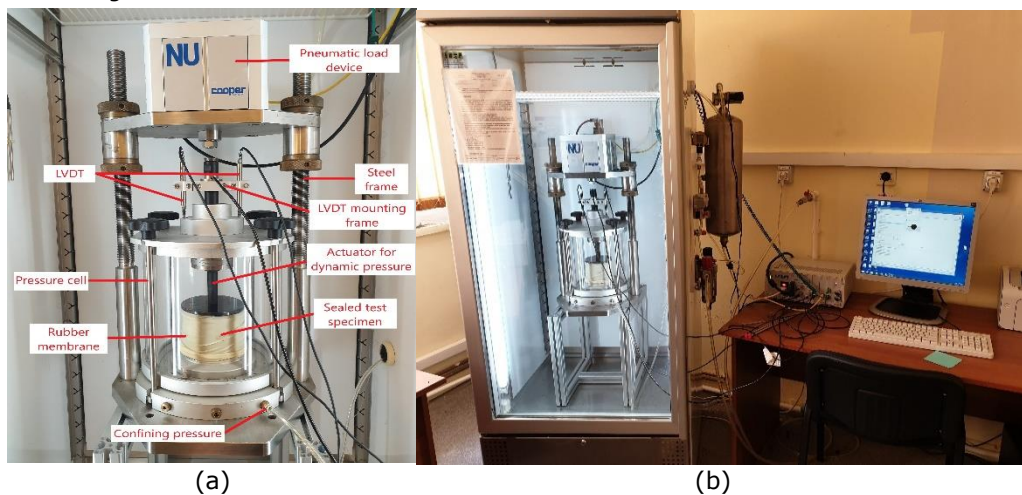 NU
cooper
Pneumatic load
device
LVDT
Steel
frame
LVDT mounting
frame
Actuator for
dynamic pressure
Pressure cell
Sealed test
specimen
Rubber
membrane
Confining pressure
NU
(a)
(b)